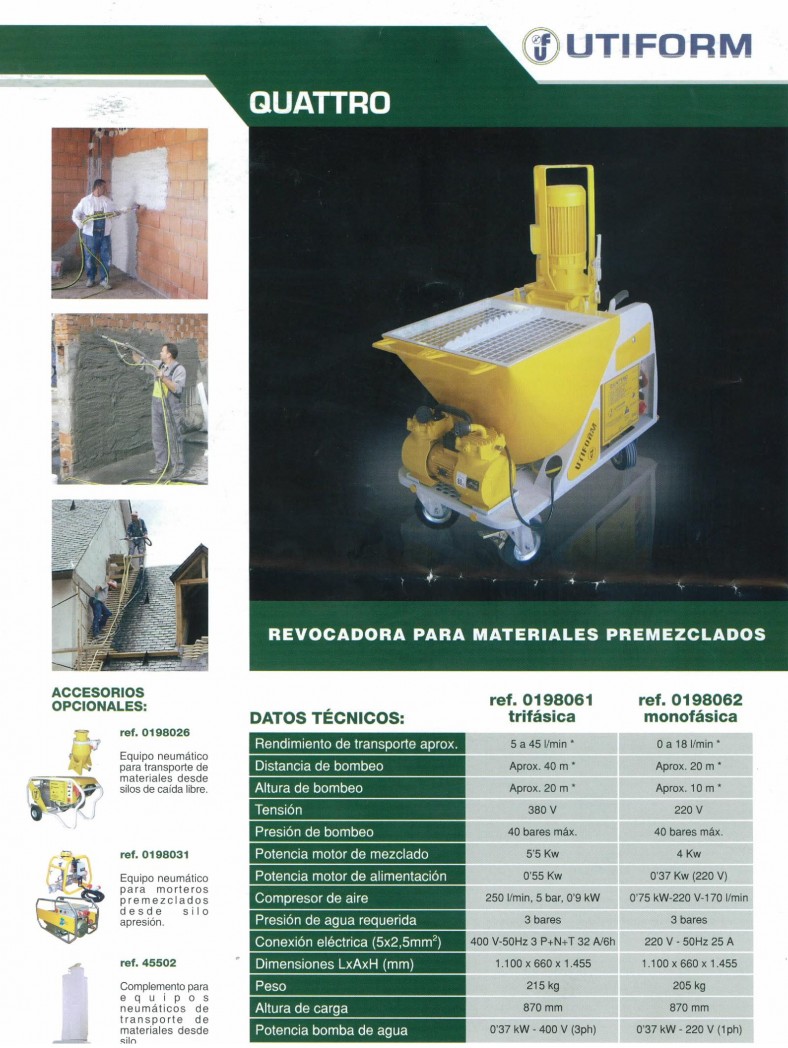 UTIFORM
QUATTRO
UTIFORM
REVOCADORA PARA MATERIALES PREMEZCLADOS
ACCESORIOS
OPCIONALES:
ref. 0198026
Equipo neumático
para transporte de
materiales desde
silos de caída libre.
ref. 0198031
Equipo neumático
para morteros
premezclados
desde silo
apresión.
ref. 45502
Complemento para
equipos
neumáticos de
transporte de
materiales desde
silo
DATOS TÉCNICOS: ref. 0198061 trifásica ref. 0198062 monofásica
Rendimiento de transporte aprox. 5 a 45 l/min * 0 a 18 l/min *
Distancia de bombeo Aprox. 40 m * Aprox. 20 m *
Altura de bombeo Aprox. 20 m * Aprox. 10 m *
Tensión 380 V 220 V
Presión de bombeo 40 bares máx. 40 bares máx.
Potencia motor de mezclado 5'5 Kw 4 Kw
Potencia motor de alimentación 0'55 Kw 0'37 Kw (220 V)
Compresor de aire 250 l/min, 5 bar, 0'9 kW 0'75 kW-220 V-170 l/min
Presión de agua requerida 3 bares 3 bares
Conexión eléctrica (5x2,5mm²) 400 V-50Hz 3 P+N+T 32 A/6h 220 V - 50Hz 25 A
Dimensiones LxAxH (mm) 1.100 x 660 x 1.455 1.100 x 660 x 1.455
Peso 215 kg 205 kg
Altura de carga 870 mm 870 mm
Potencia bomba de agua 0'37 kW - 400 V (3ph) 0'37 kW - 220 V (1ph)